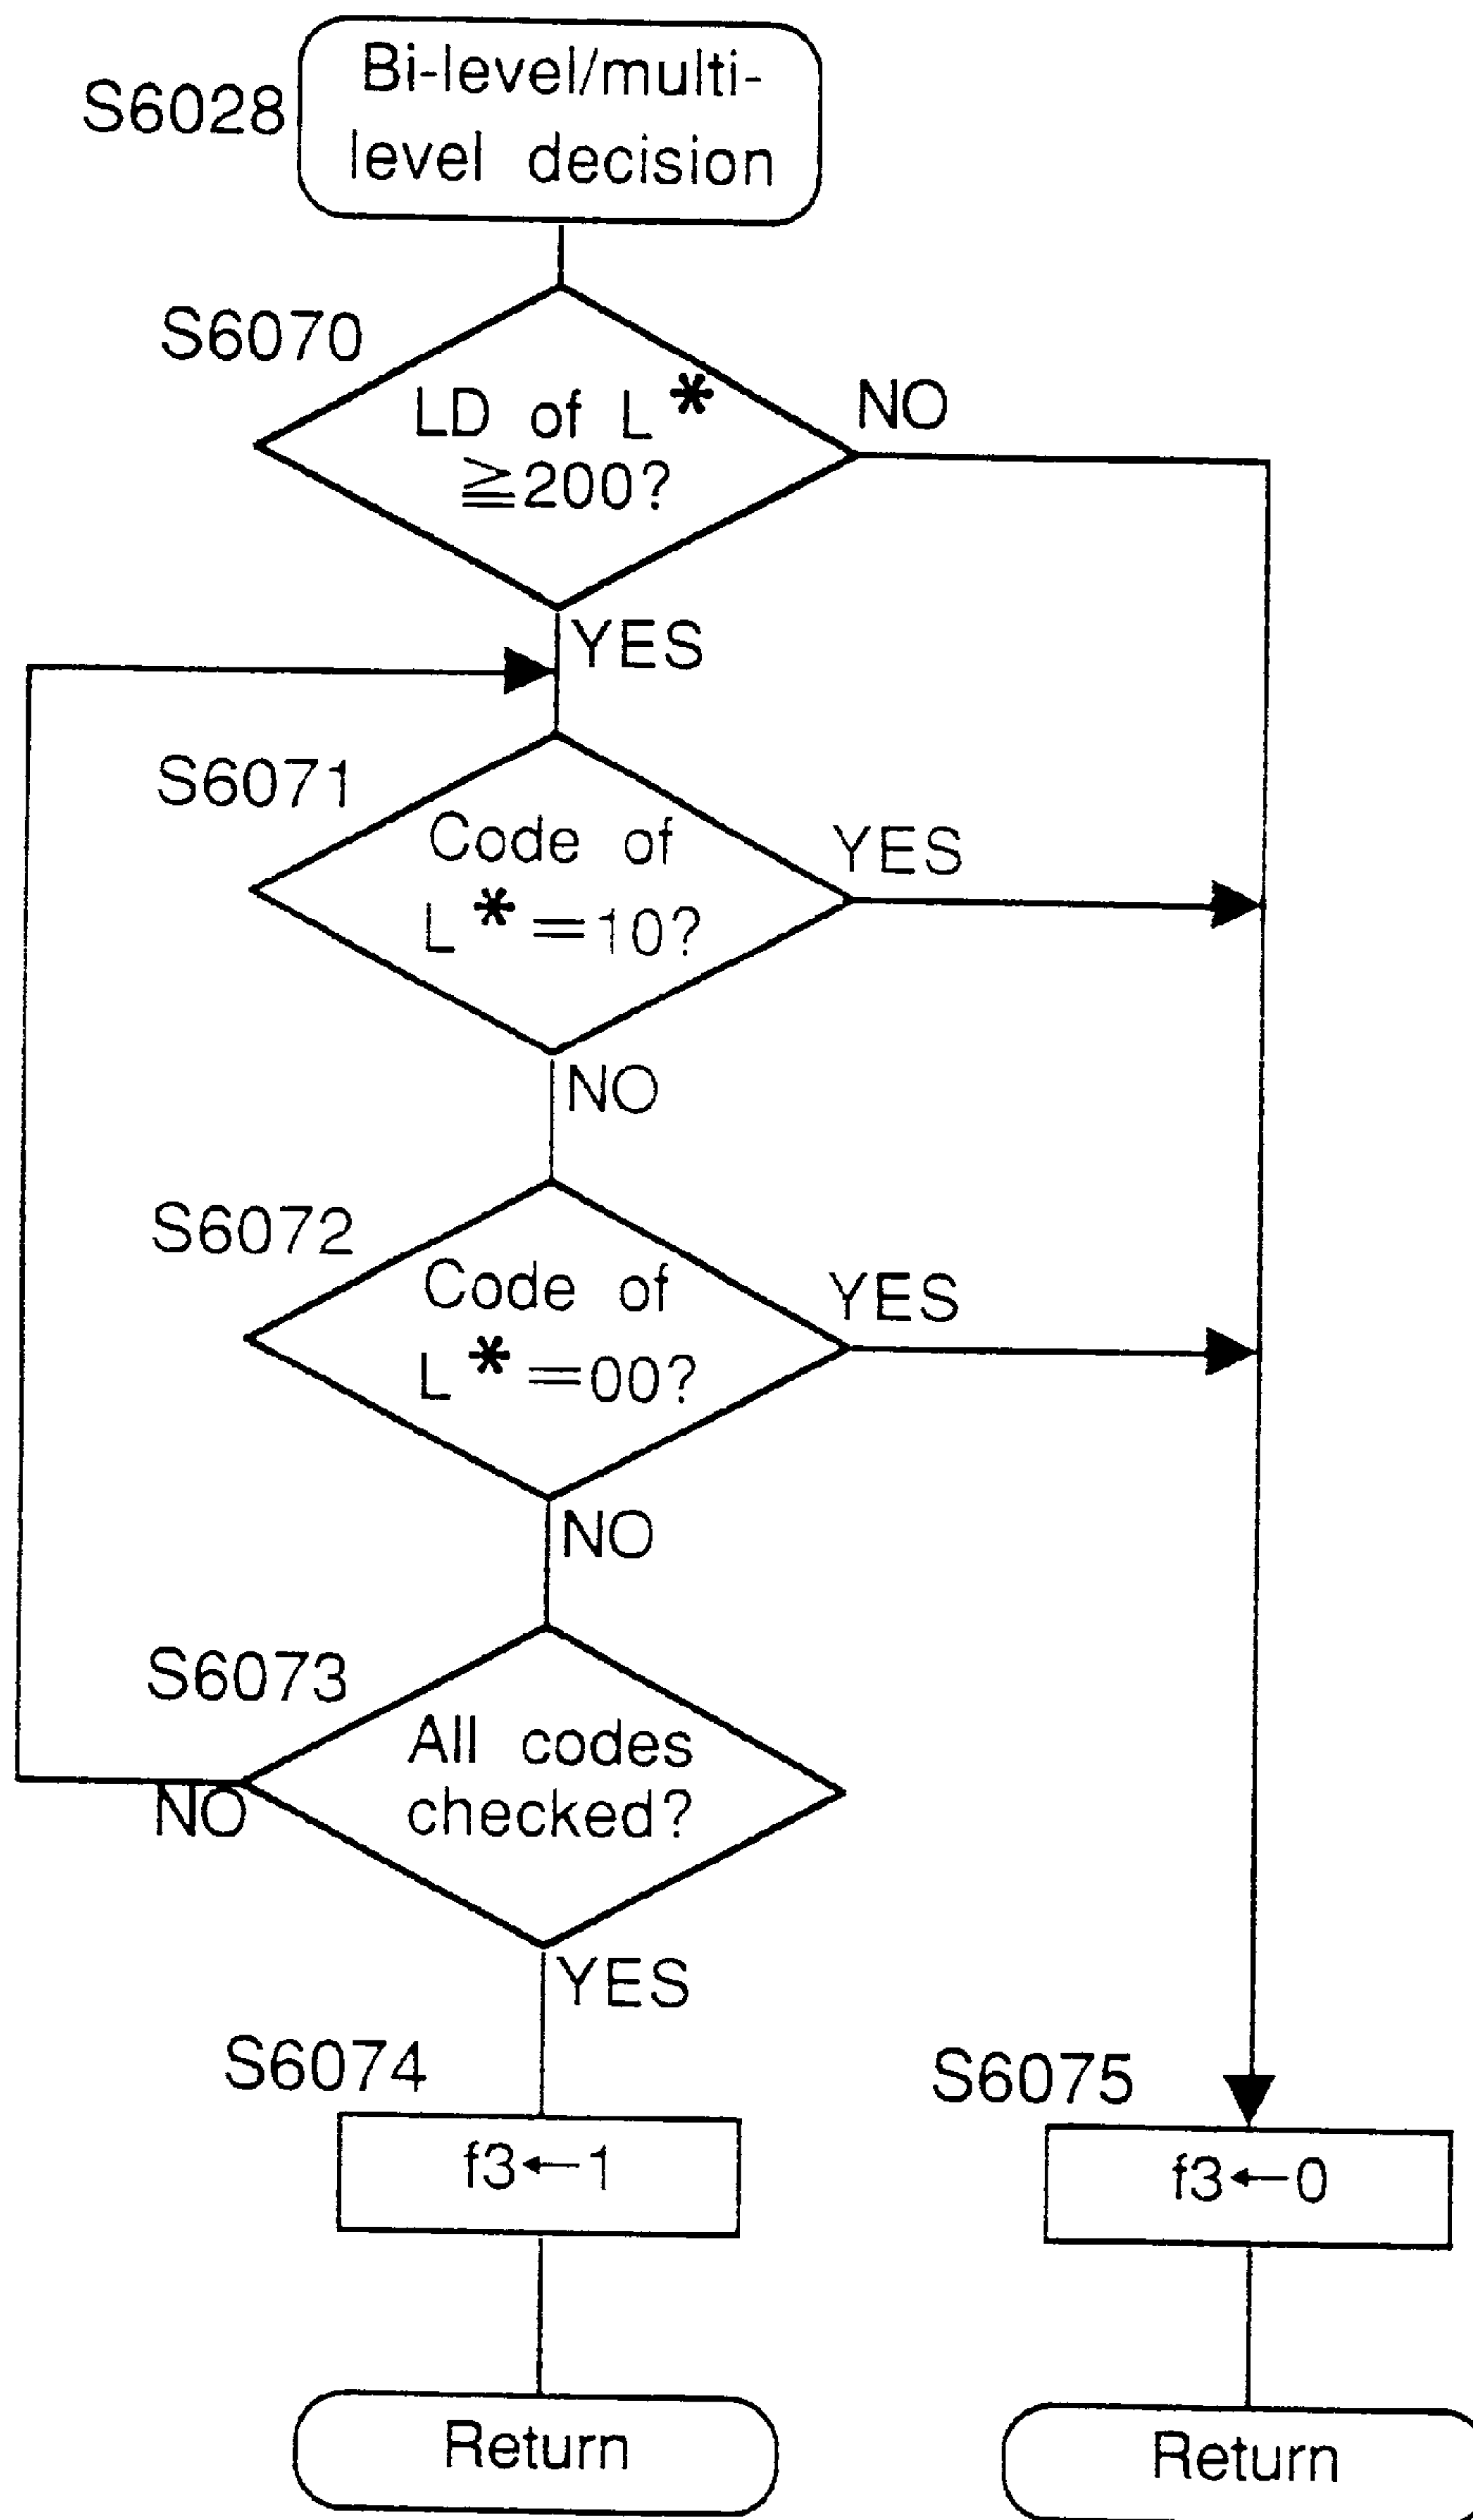 S6028
Bi-level/multi-
level decision
S6070
LD of L*
≧200?
NO
YES
S6071
Code of
L*=10?
YES
NO
S6072
Code of
L*=00?
YES
NO
S6073
All codes
checked?
NO
YES
S6074
f3←1
S6075
f3←0
Return
Return